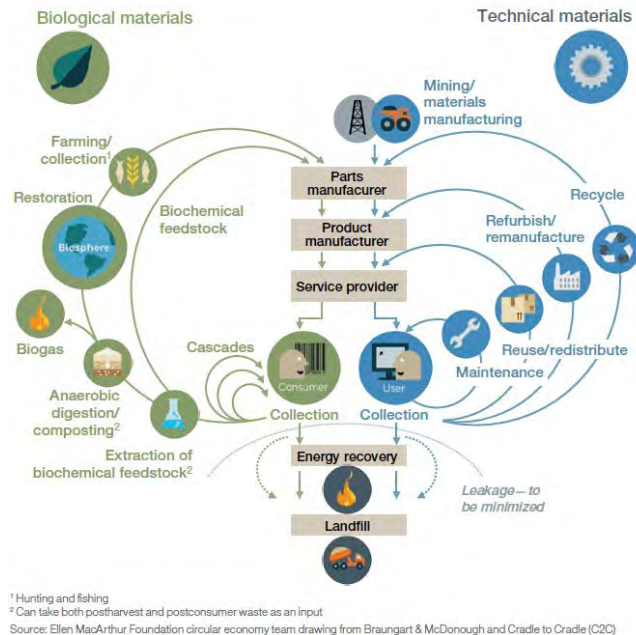 Biological materials
Technical materials
Mining/
materials
manufacturing
Farming/
collection¹
Parts
manufacurer
Recycle
Restoration
Biochemical
feedstock
Refurbish/
remanufacture
Product
manufacturer
Biosphere
Service provider
Biogas
Cascades
Consumer
User
Reuse/redistribute
Maintenance
Anaerobic
digestion/
composting²
Collection
Collection
Extraction of
biochemical feedstock²
Energy recovery
Leakage—to
be minimized
Landfill
¹ Hunting and fishing
² Can take both postharvest and postconsumer waste as an input
Source: Ellen MacArthur Foundation circular economy team drawing from Braungart & McDonough and Cradle to Cradle (C2C)